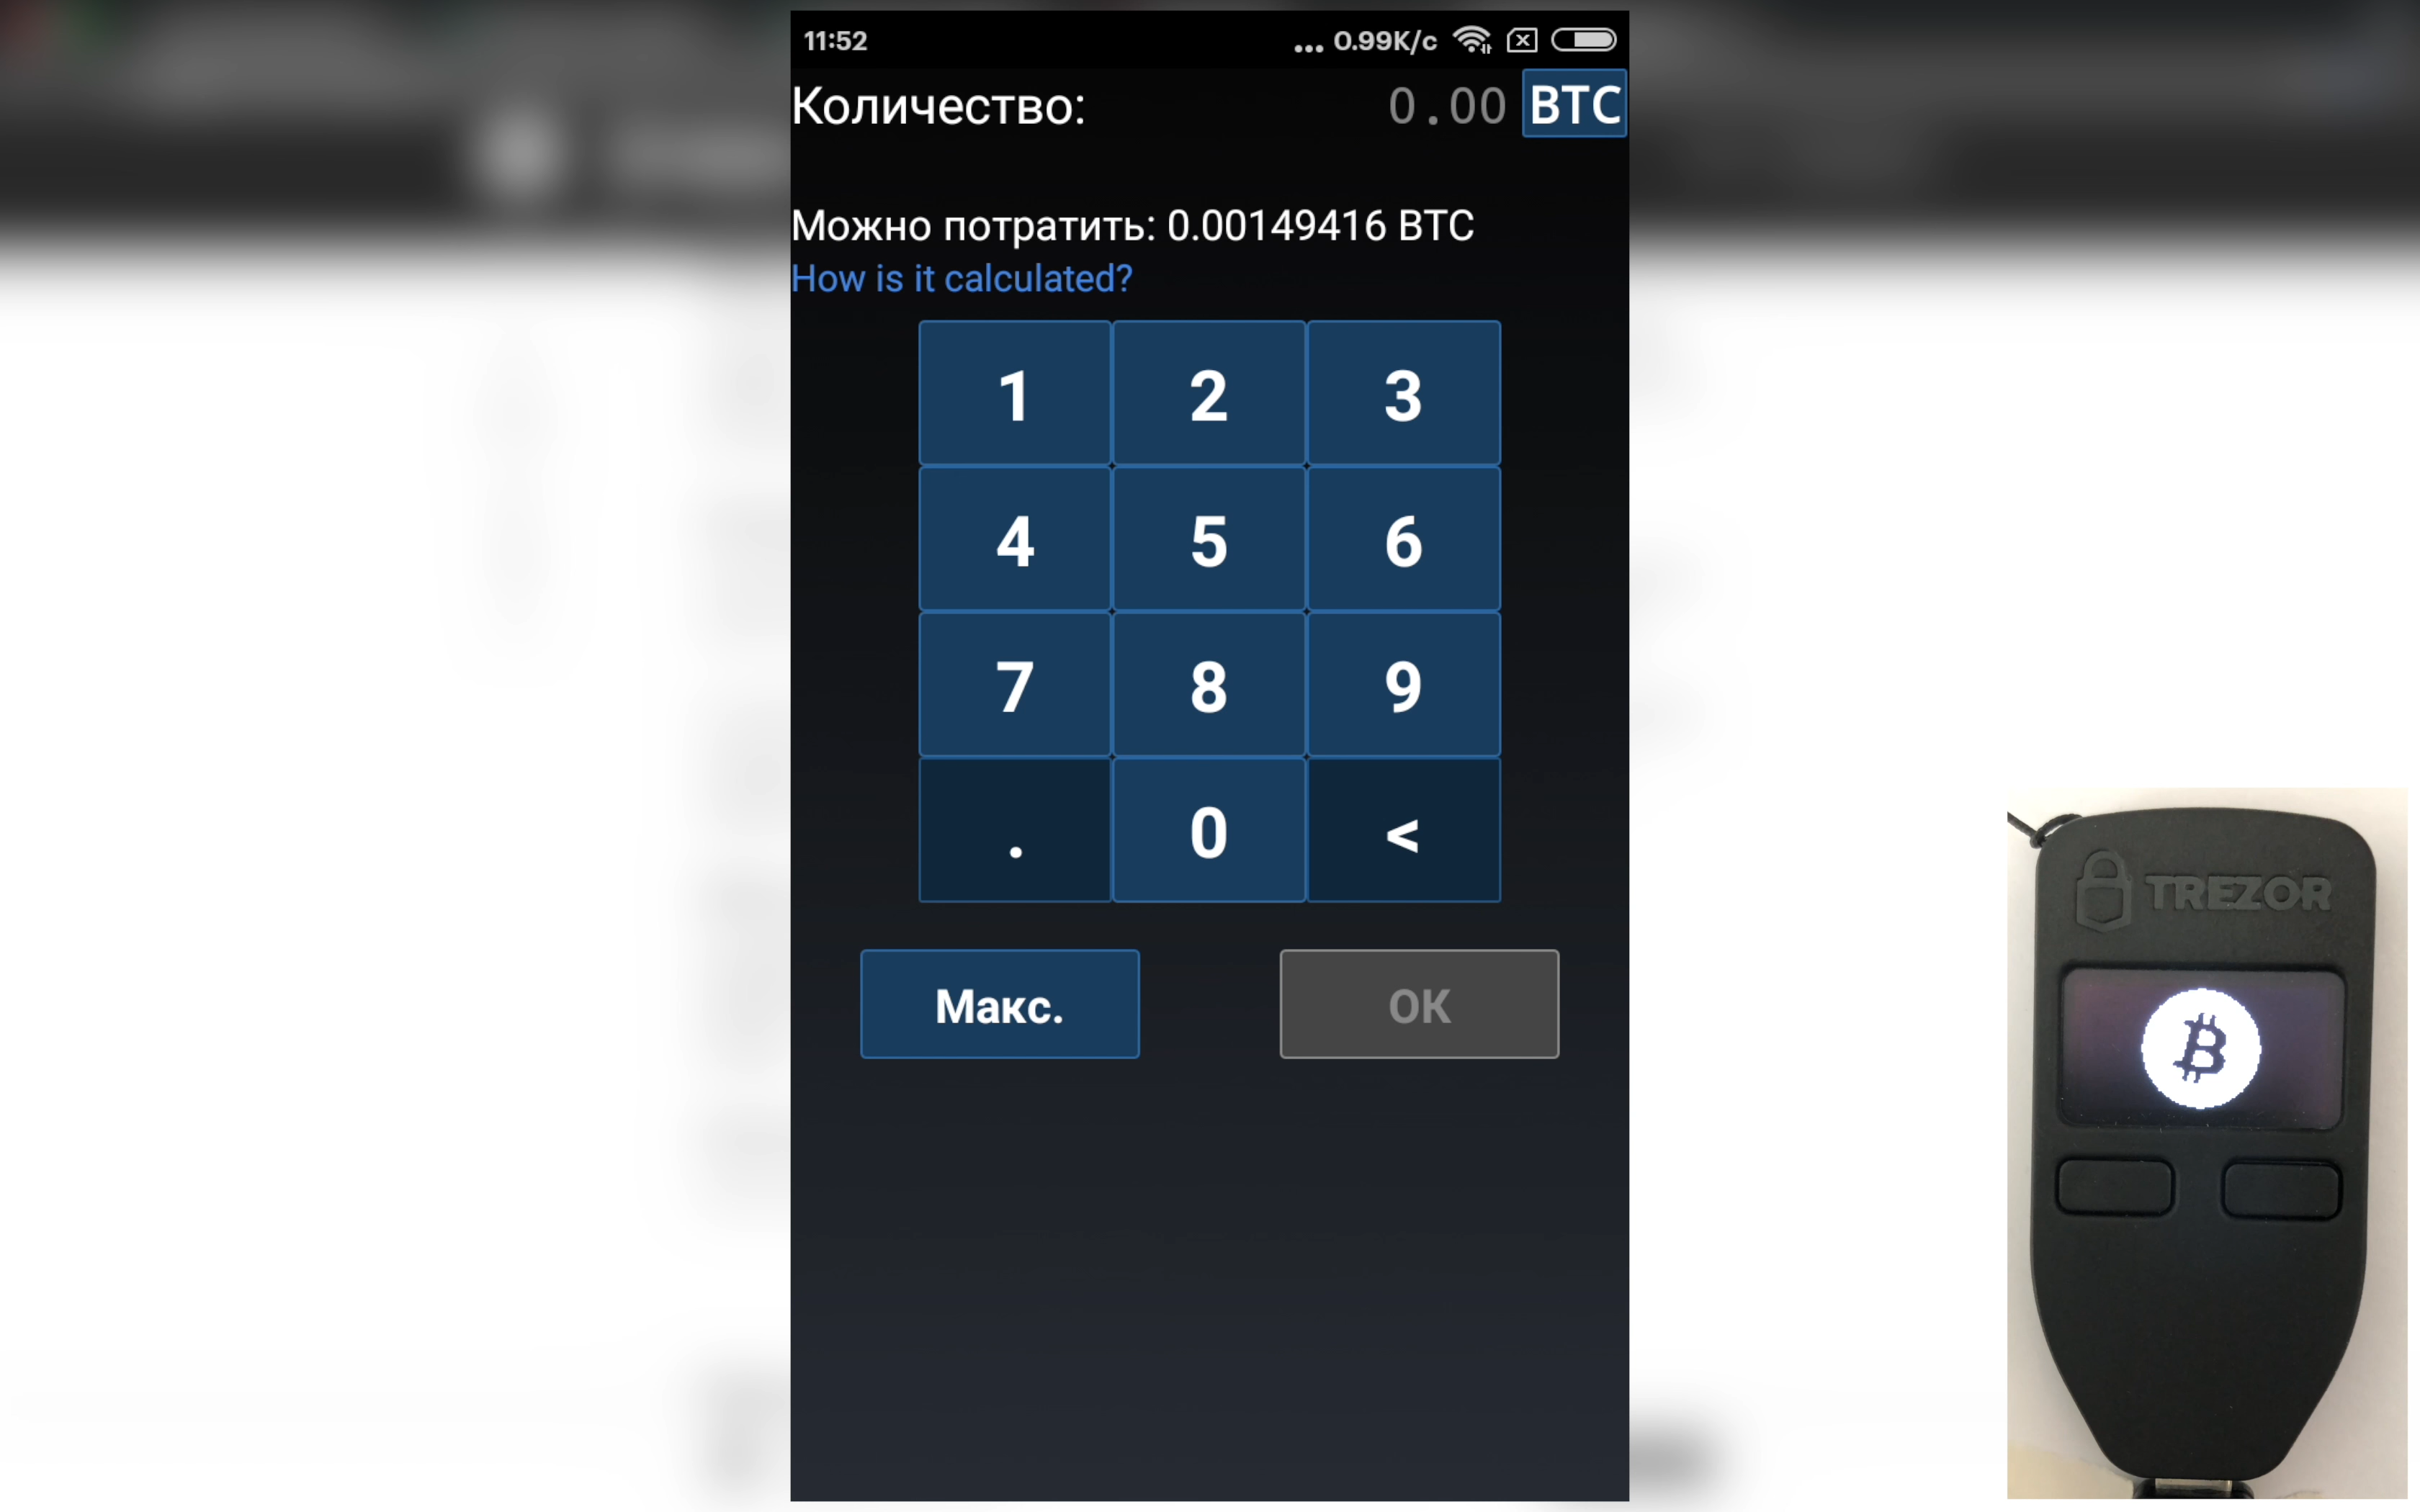 11:52
... 0.99K/c
Количество: 0.00 BTC
Можно потратить: 0.00149416 BTC
How is it calculated?
1 2 3
4 5 6
7 8 9
. 0 <
Макс. OK
TREZOR